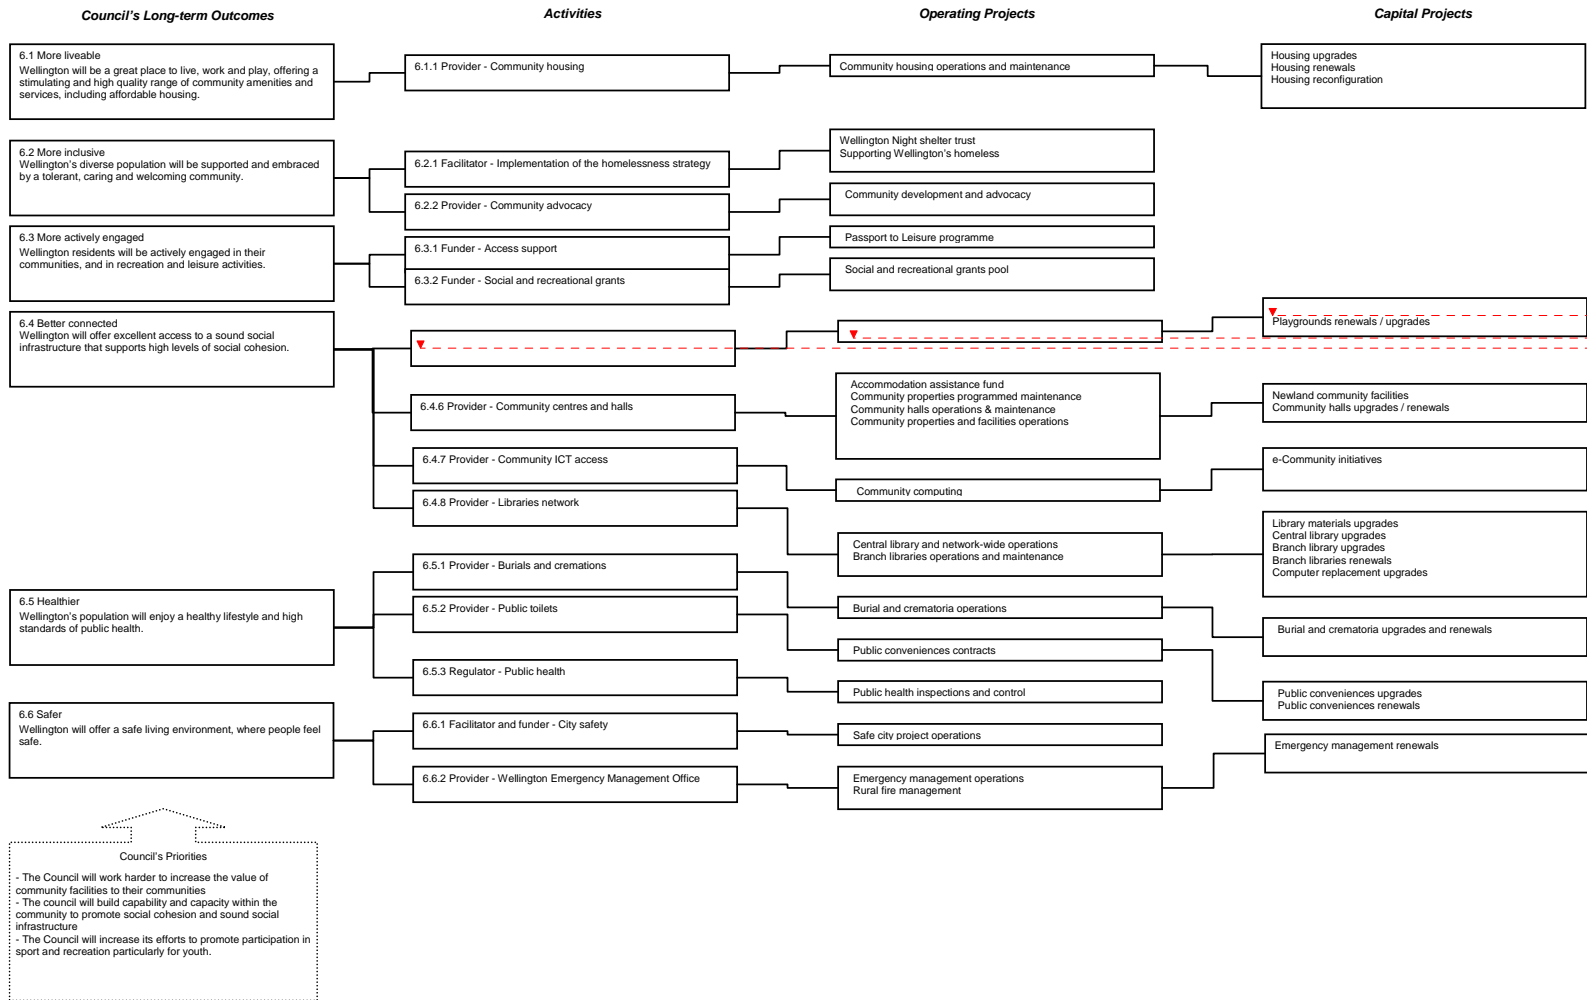 Council's Long-term Outcomes
Activities
Operating Projects
Capital Projects
6.1 More liveable
Wellington will be a great place to live, work and play, offering a
stimulating and high quality range of community amenities and
services, including affordable housing.
6.1.1 Provider - Community housing
Community housing operations and maintenance
Housing upgrades
Housing renewals
Housing reconfiguration
6.2 More inclusive
Wellington's diverse population will be supported and embraced
by a tolerant, caring and welcoming community.
6.2.1 Facilitator - Implementation of the homelessness strategy
Wellington Night shelter trust
Supporting Wellington's homeless
6.2.2 Provider - Community advocacy
Community development and advocacy
6.3 More actively engaged
Wellington residents will be actively engaged in their
communities, and in recreation and leisure activities.
6.3.1 Funder - Access support
Passport to Leisure programme
6.3.2 Funder - Social and recreational grants
Social and recreational grants pool
6.4 Better connected
Wellington will offer excellent access to a sound social
infrastructure that supports high levels of social cohesion.
Playgrounds renewals / upgrades
6.4.6 Provider - Community centres and halls
Accommodation assistance fund
Community properties programmed maintenance
Community halls operations & maintenance
Community properties and facilities operations
Newland community facilities
Community halls upgrades / renewals
6.4.7 Provider - Community ICT access
Community computing
e-Community initiatives
6.4.8 Provider - Libraries network
Central library and network-wide operations
Branch libraries operations and maintenance
Library materials upgrades
Central library upgrades
Branch library upgrades
Branch libraries renewals
Computer replacement upgrades
6.5 Healthier
Wellington's population will enjoy a healthy lifestyle and high
standards of public health.
6.5.1 Provider - Burials and cremations
Burial and crematoria operations
Burial and crematoria upgrades and renewals
6.5.2 Provider - Public toilets
Public conveniences contracts
Public conveniences upgrades
Public conveniences renewals
6.5.3 Regulator - Public health
Public health inspections and control
6.6 Safer
Wellington will offer a safe living environment, where people feel
safe.
6.6.1 Facilitator and funder - City safety
Safe city project operations
6.6.2 Provider - Wellington Emergency Management Office
Emergency management operations
Rural fire management
Emergency management renewals
Council's Priorities
- The Council will work harder to increase the value of
community facilities to their communities
- The council will build capability and capacity within the
community to promote social cohesion and sound social
infrastructure
- The Council will increase its efforts to promote participation in
sport and recreation particularly for youth.